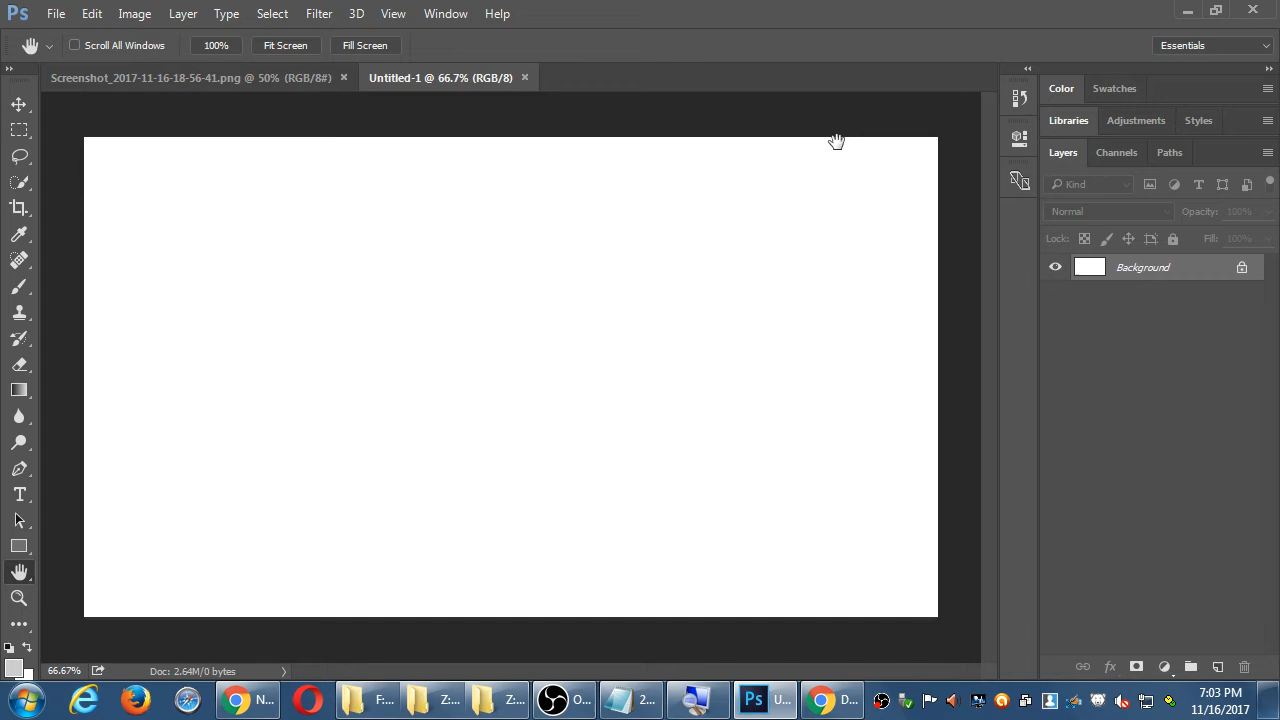 Ps File Edit Image Layer Type Select Filter 3D View Window Help
Scroll All Windows 100% Fit Screen Fill Screen Essentials
Screenshot_2017-11-16-18-56-41.png @ 50% (RGB/8#) × Untitled-1 @ 66.7% (RGB/8) ×
Color Swatches
Libraries Adjustments Styles
Layers Channels Paths
Kind
Normal Opacity: 100%
Lock: Fill: 100%
Background
66.67% Doc: 2.64M/0 bytes
N... F:... Z:... Z:... O... 2... Ps U... D... 7:03 PM
11/16/2017